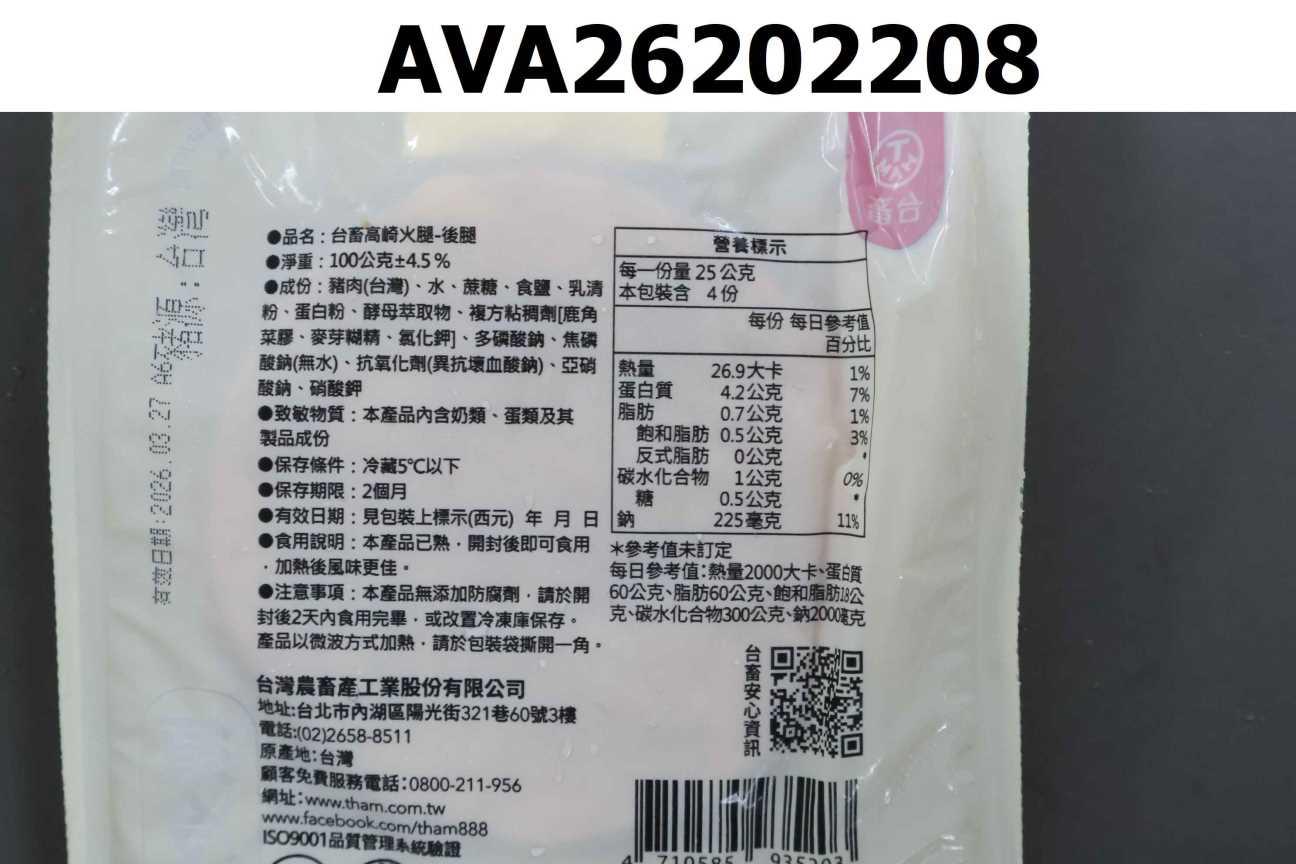 AVA26202208
台畜
豬源:台灣
有效日期:2026.03.27 A6
●品名：台畜高崎火腿-後腿
●淨重：100公克±4.5%
●成份：豬肉(台灣)、水、蔗糖、食鹽、乳清
粉、蛋白粉、酵母萃取物、複方粘稠劑[鹿角
菜膠、麥芽糊精、氯化鉀]、多磷酸鈉、焦磷
酸鈉(無水)、抗氧化劑(異抗壞血酸鈉)、亞硝
酸鈉、硝酸鉀
●致敏物質：本產品內含奶類、蛋類及其
製品成份
●保存條件：冷藏5℃以下
●保存期限：2個月
●有效日期：見包裝上標示(西元) 年 月 日
●食用說明：本產品已熟，開封後即可食用
，加熱後風味更佳。
●注意事項：本產品無添加防腐劑，請於開
封後2天內食用完畢，或改置冷凍庫保存。
產品以微波方式加熱，請於包裝袋撕開一角。
台灣農畜產工業股份有限公司
地址:台北市內湖區陽光街321巷60號3樓
電話:(02)2658-8511
原產地:台灣
顧客免費服務電話:0800-211-956
網址:www.tham.com.tw
www.facebook.com/tham888
ISO9001品質管理系統驗證
營養標示
每一份量 25公克
本包裝含 4份
每份 每日參考值
百分比
熱量 26.9大卡 1%
蛋白質 4.2公克 7%
脂肪 0.7公克 1%
飽和脂肪 0.5公克 3%
反式脂肪 0公克 *
碳水化合物 1公克 0%
糖 0.5公克 *
鈉 225毫克 11%
＊參考值未訂定
每日參考值:熱量2000大卡、蛋白質
60公克、脂肪60公克、飽和脂肪18公
克、碳水化合物300公克、鈉2000毫克
台畜安心資訊
4 710585 935203